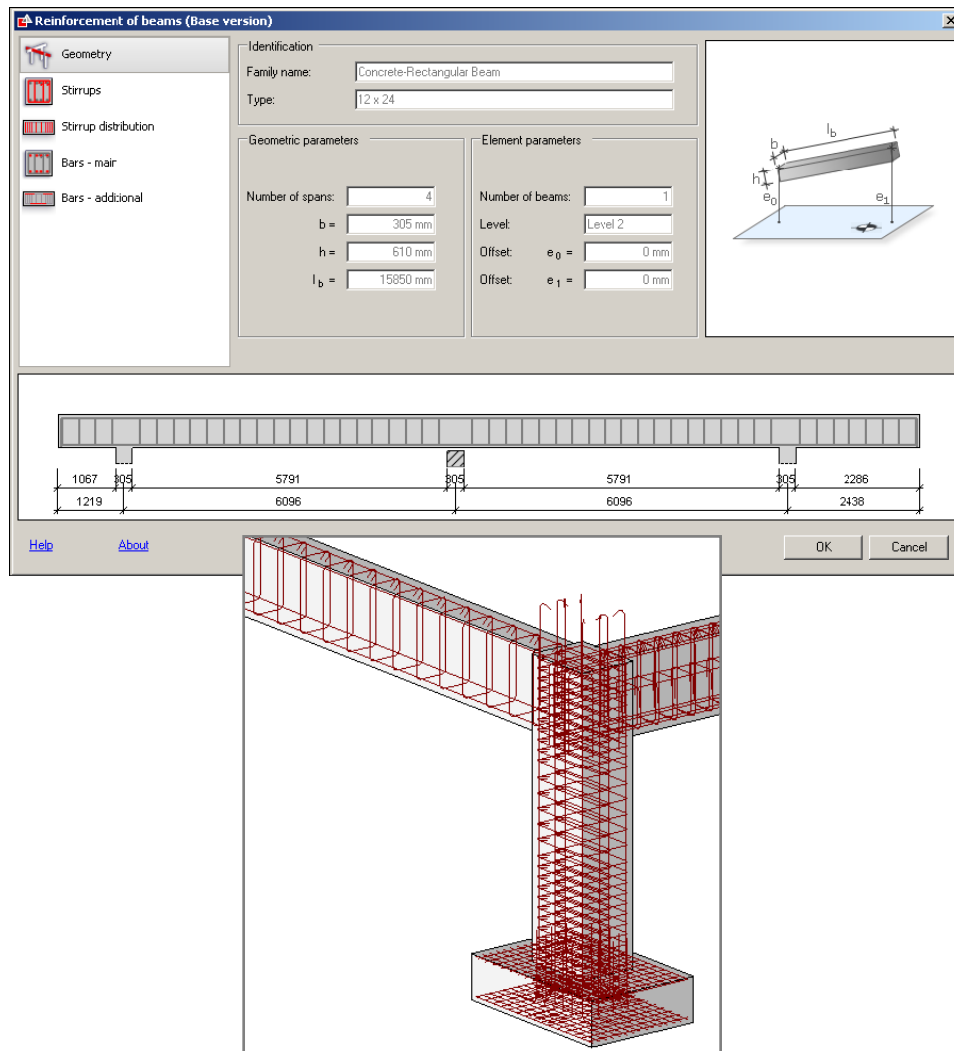 Reinforcement of beams (Base version)
Geometry
Stirrups
Stirrup distribution
Bars - main
Bars - additional
Identification
Family name: Concrete-Rectangular Beam
Type: 12 x 24
Geometric parameters
Number of spans: 4
b = 305 mm
h = 610 mm
l b = 15850 mm
Element parameters
Number of beams: 1
Level: Level 2
Offset: e 0 = 0 mm
Offset: e 1 = 0 mm
l b
b
h
e 0
e 1
1067 305 5791 305 5791 305 2286
1219 6096 6096 2438
Help About OK Cancel